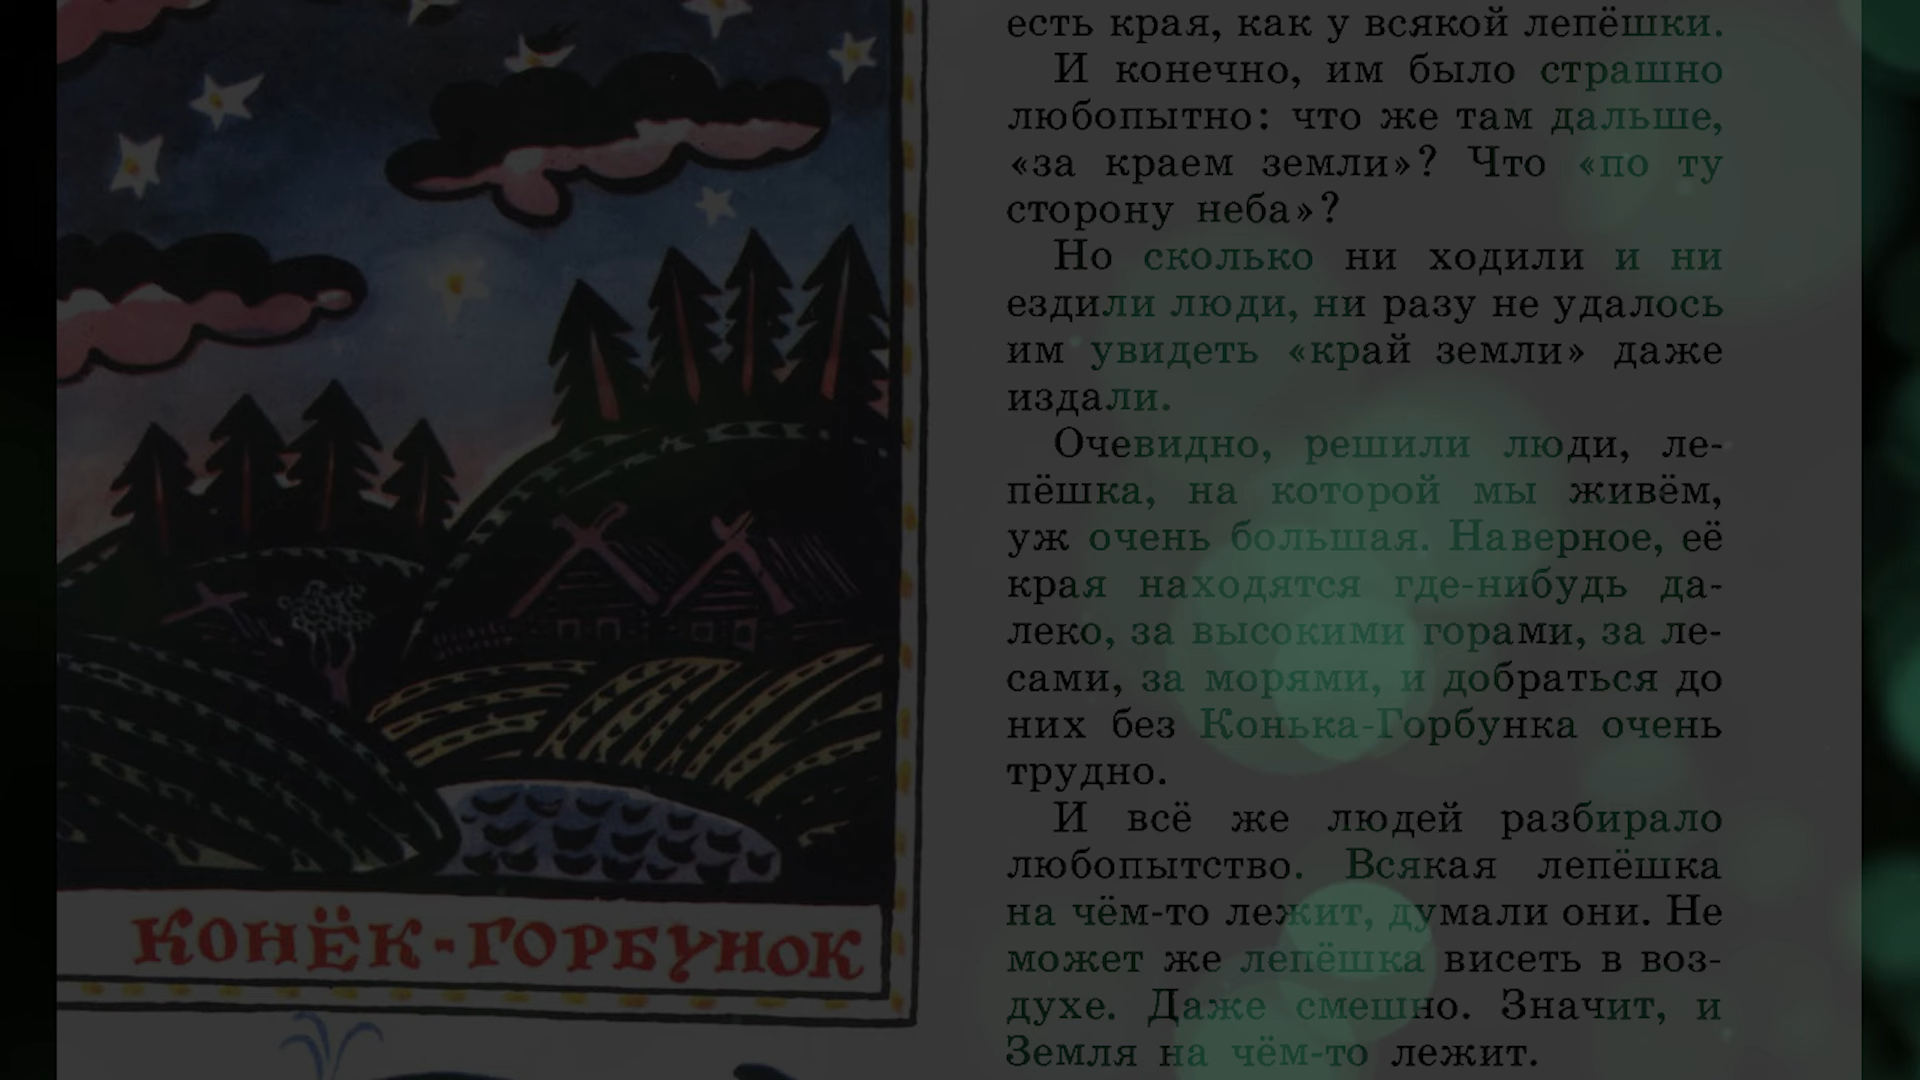 КОНЁК-ГОРБУНОК
есть края, как у всякой лепёшки.
И конечно, им было страшно
любопытно: что же там дальше,
«за краем земли»? Что «по ту
сторону неба»?
Но сколько ни ходили и ни
ездили люди, ни разу не удалось
им увидеть «край земли» даже
издали.
Очевидно, решили люди, ле-
пёшка, на которой мы живём,
уж очень большая. Наверное, её
края находятся где-нибудь да-
леко, за высокими горами, за ле-
сами, за морями, и добраться до
них без Конька-Горбунка очень
трудно.
И всё же людей разбирало
любопытство. Всякая лепёшка
на чём-то лежит, думали они. Не
может же лепёшка висеть в воз-
духе. Даже смешно. Значит, и
Земля на чём-то лежит.